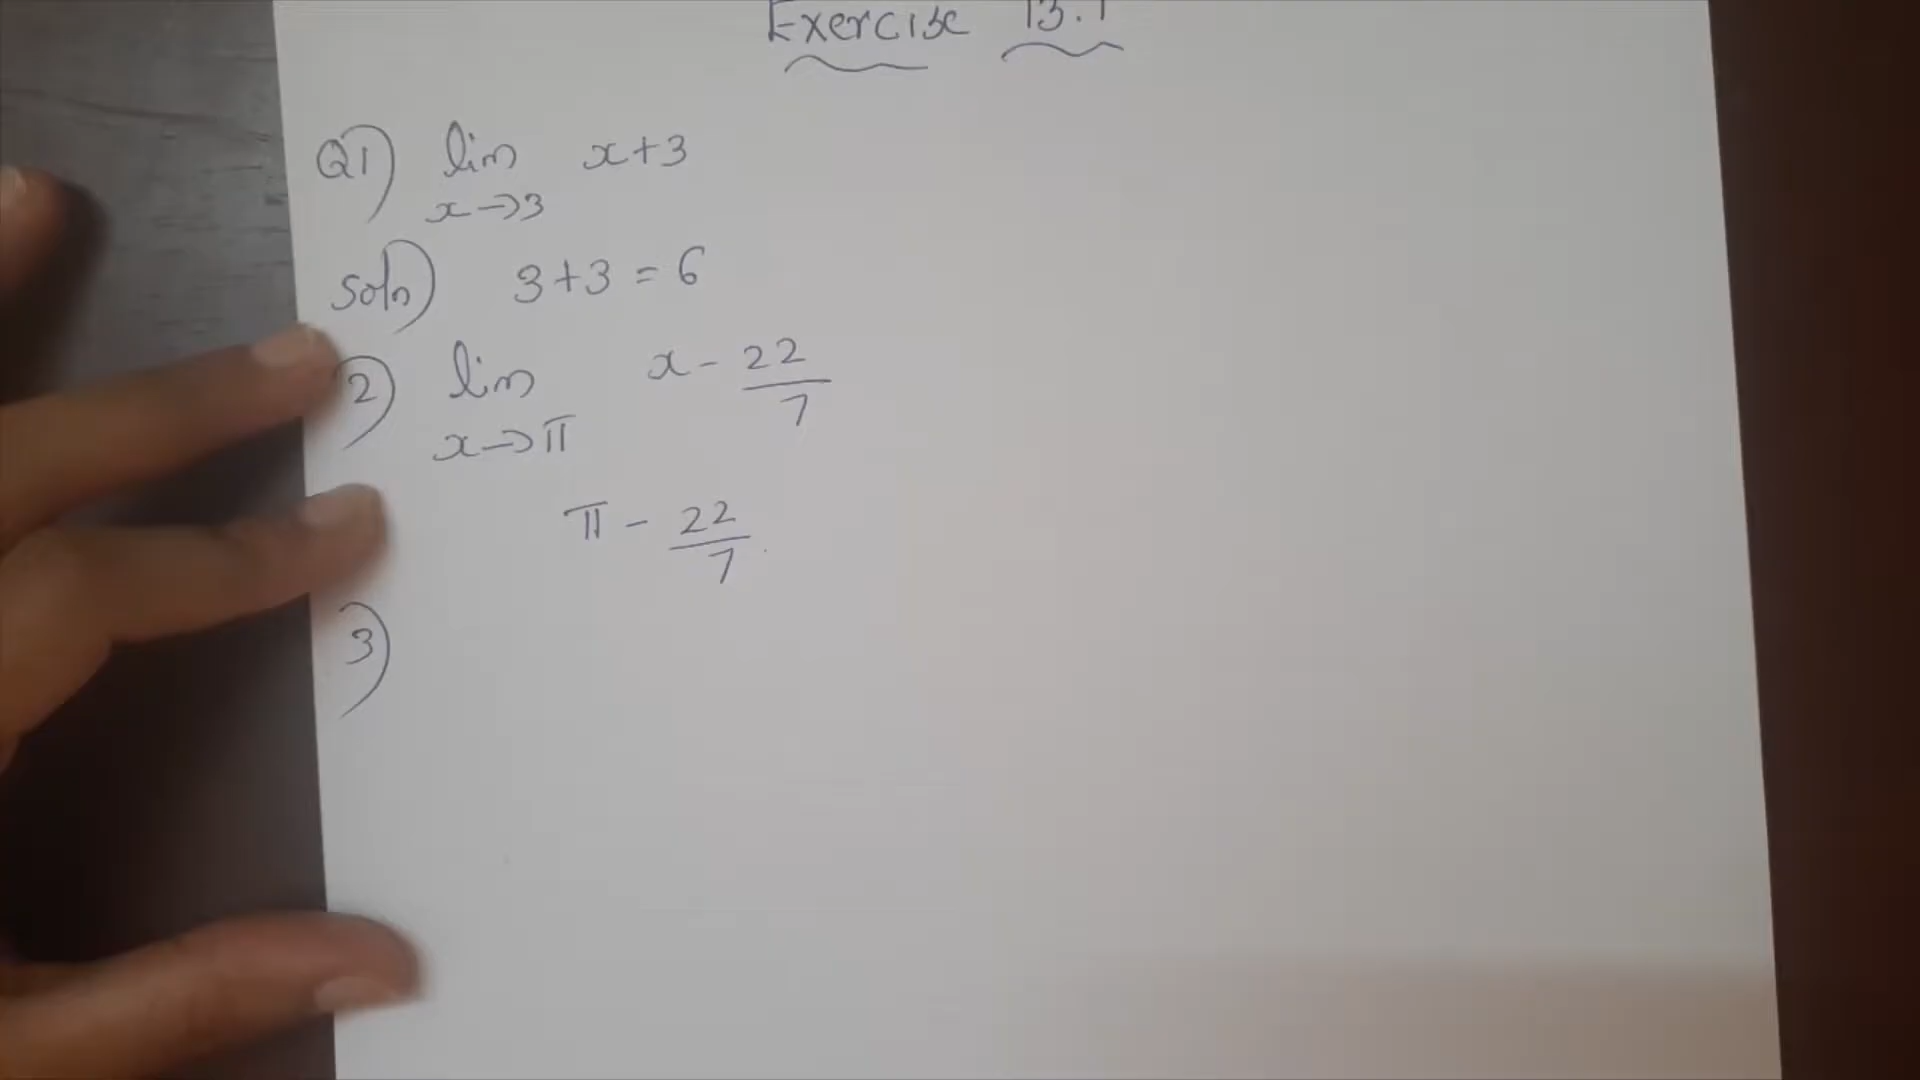 Exercise 13.1
Q1) lim x→3 x+3
Soln) 3+3 = 6
2) lim x→π x - 22/7
π - 22/7
3)